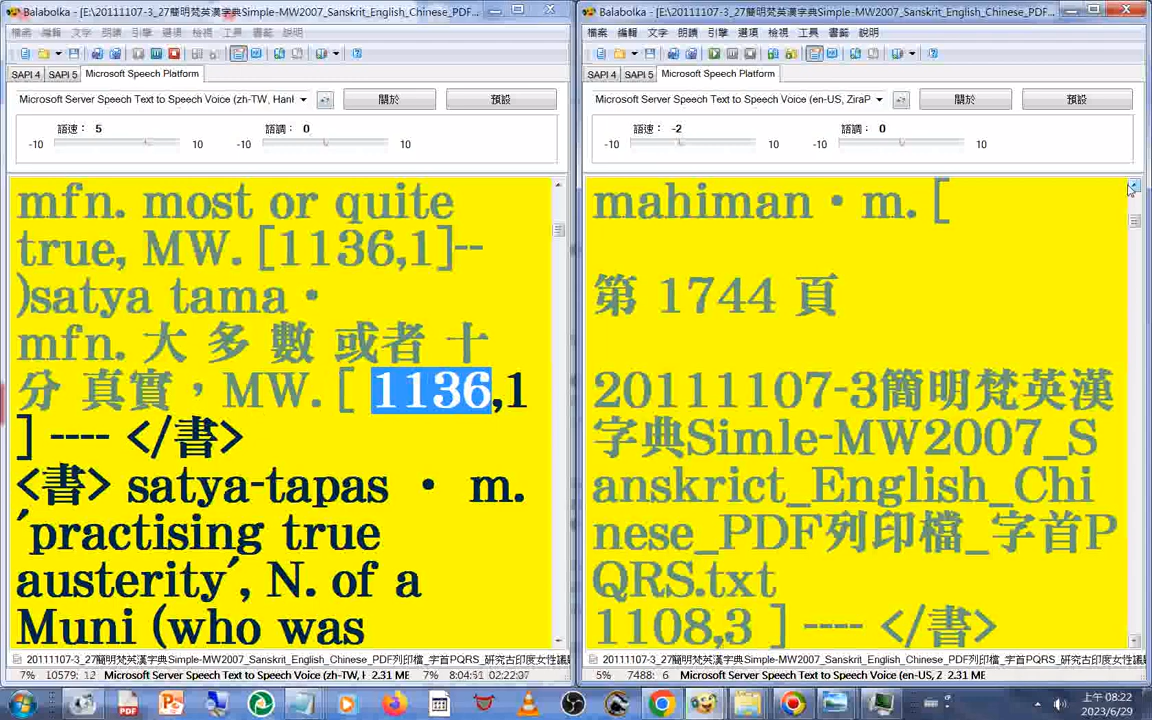 Balabolka - [E:\20111107-3_27簡明梵英漢字典Simple-MW2007_Sanskrit_English_Chinese_PDF...
檔案 編輯 文字 朗讀 引擎 選項 檢視 工具 書籤 說明
SAPI 4 SAPI 5 Microsoft Speech Platform
Microsoft Server Speech Text to Speech Voice (zh-TW, Hanl
關於 預設
語速： 5 語調： 0
-10 10 -10 10
mfn. most or quite
true, MW. [1136,1]--
)satya tama •
mfn. 大 多 數 或者 十
分 真實，MW. [ 1136,1
] ---- </書>
<書> satya-tapas • m.
´practising true
austerity´, N. of a
Muni (who was
20111107-3_27簡明梵英漢字典Simple-MW2007_Sanskrit_English_Chinese_PDF列印檔_字首PQRS_研究古印度女性議
7% 10579: 12 Microsoft Server Speech Text to Speech Voice (zh-TW, H 2.31 ME 7% 8:04:51 02:22:37
Balabolka - [E:\20111107-3_27簡明梵英漢字典Simple-MW2007_Sanskrit_English_Chinese_PDF...
檔案 編輯 文字 朗讀 引擎 選項 檢視 工具 書籤 說明
SAPI 4 SAPI 5 Microsoft Speech Platform
Microsoft Server Speech Text to Speech Voice (en-US, ZiraP
關於 預設
語速： -2 語調： 0
-10 10 -10 10
mahiman • m. [
第 1744 頁
20111107-3簡明梵英漢
字典Simle-MW2007_S
anskrict_English_Chi
nese_PDF列印檔_字首P
QRS.txt
1108,3 ] ---- </書>
20111107-3_27簡明梵英漢字典Simple-MW2007_Sanskrit_English_Chinese_PDF列印檔_字首PQRS_研究古印度女性議
5% 7488: 6 Microsoft Server Speech Text to Speech Voice (en-US, Z 2.31 ME
上午 08:22
2023/6/29